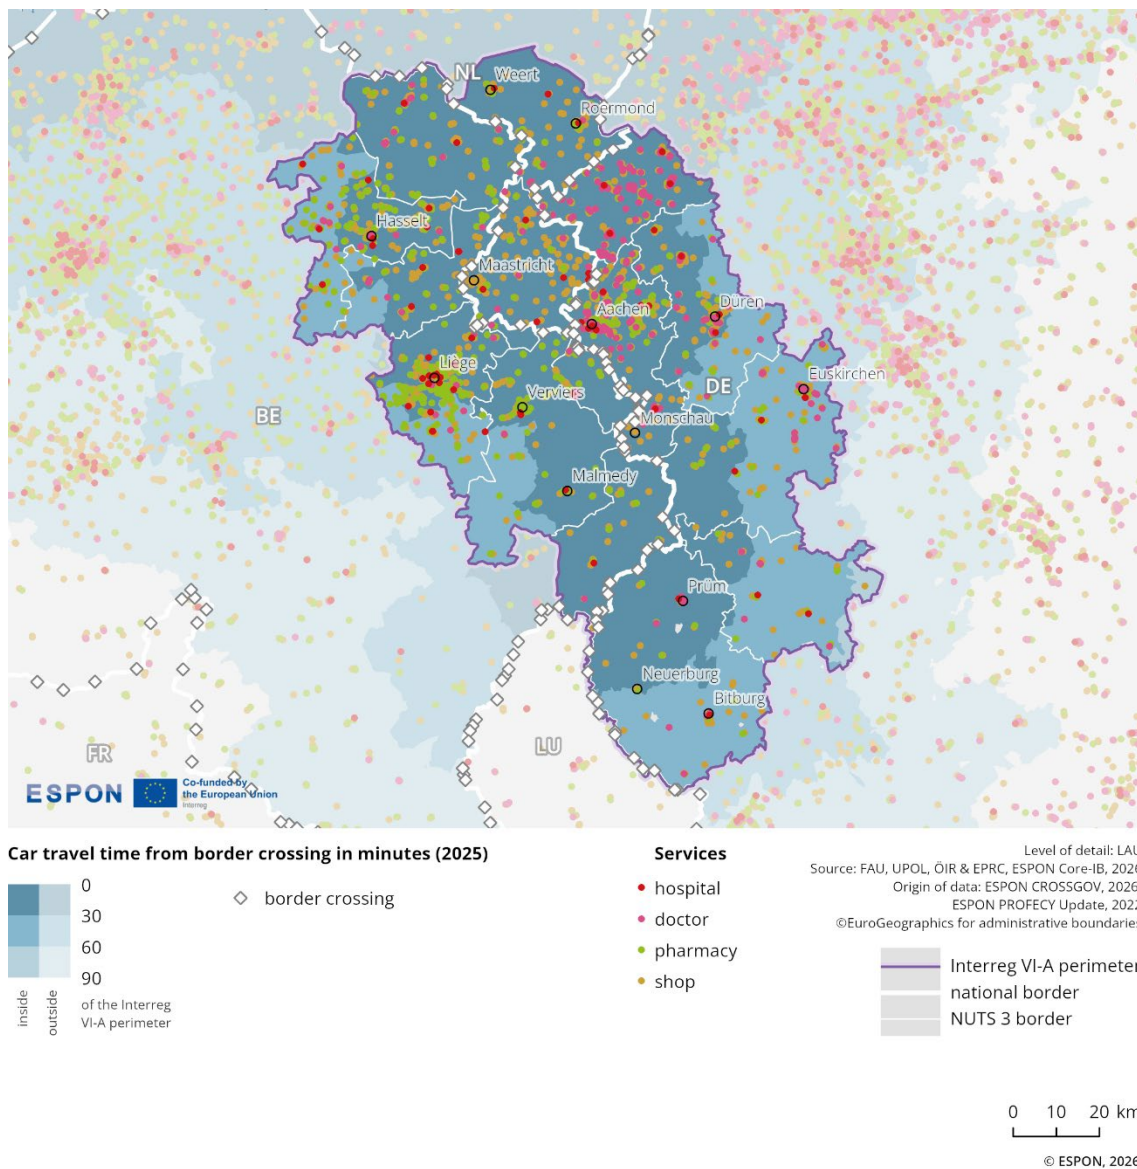 NL
Weert
Roermond
Hasselt
Maastricht
Aachen
Düren
Liège
Euskirchen
DE
Verviers
BE
Monschau
Malmedy
Prüm
Neuerburg
Bitburg
LU
FR
ESPON
Co-funded by
the European Union
Interreg
Car travel time from border crossing in minutes (2025)
0
30
60
90
inside
outside
of the Interreg
VI-A perimeter
border crossing
Services
hospital
doctor
pharmacy
shop
Level of detail: LAU
Source: FAU, UPOL, ÖIR & EPRC, ESPON Core-IB, 2026
Origin of data: ESPON CROSSGOV, 2026,
ESPON PROFECY Update, 2022
©EuroGeographics for administrative boundaries
Interreg VI-A perimeter
national border
NUTS 3 border
0 10 20 km
© ESPON, 2026